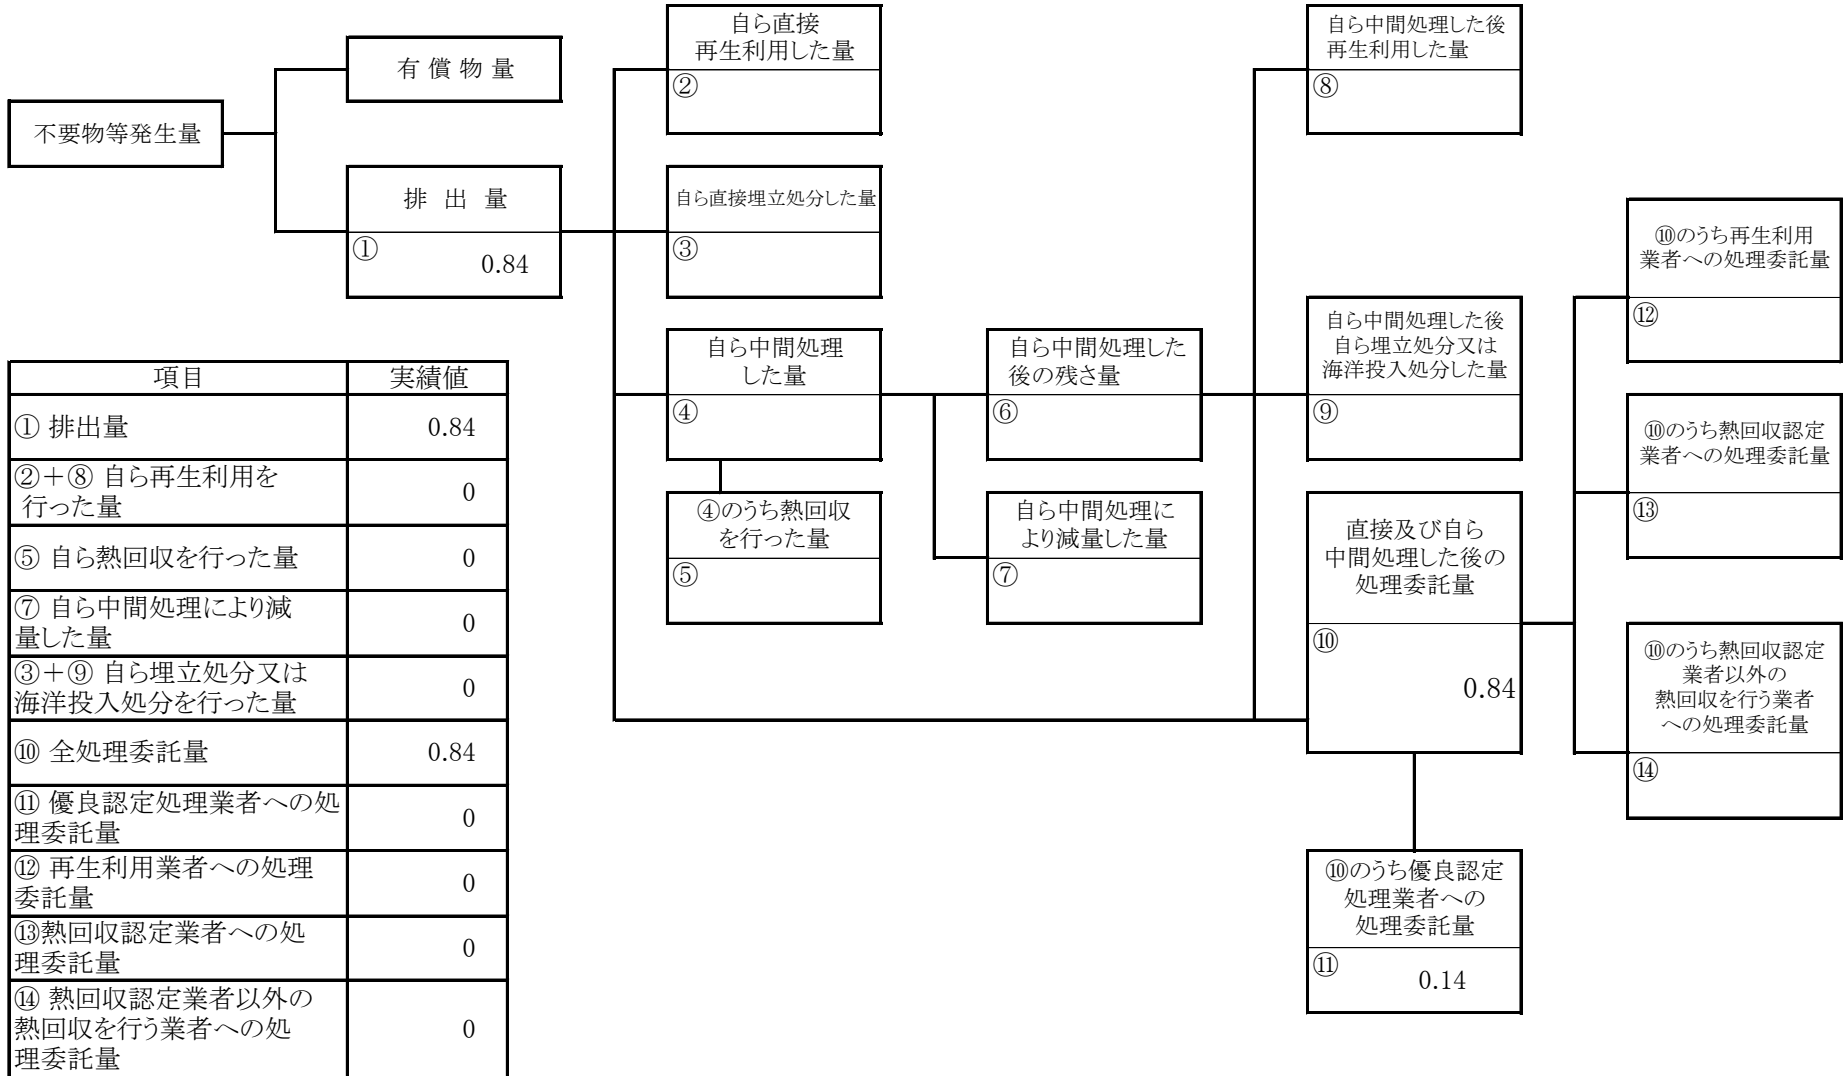 不要物等発生量
有 償 物 量
排 出 量
①
0.84
自ら直接
再生利用した量
②
自ら直接埋立処分した量
③
自ら中間処理
した量
④
④のうち熱回収
を行った量
⑤
自ら中間処理した
後の残さ量
⑥
自ら中間処理に
より減量した量
⑦
自ら中間処理した後
再生利用した量
⑧
自ら中間処理した後
自ら埋立処分又は
海洋投入処分した量
⑨
直接及び自ら
中間処理した後の
処理委託量
⑩
0.84
⑩のうち優良認定
処理業者への
処理委託量
⑪
0.14
⑩のうち再生利用
業者への処理委託量
⑫
⑩のうち熱回収認定
業者への処理委託量
⑬
⑩のうち熱回収認定
業者以外の
熱回収を行う業者
への処理委託量
⑭
項目 実績値
① 排出量 0.84
②＋⑧ 自ら再生利用を
行った量 0
⑤ 自ら熱回収を行った量 0
⑦ 自ら中間処理により減
量した量 0
③＋⑨ 自ら埋立処分又は
海洋投入処分を行った量 0
⑩ 全処理委託量 0.84
⑪ 優良認定処理業者への処
理委託量 0
⑫ 再生利用業者への処理
委託量 0
⑬熱回収認定業者への処
理委託量 0
⑭ 熱回収認定業者以外の
熱回収を行う業者への処
理委託量 0